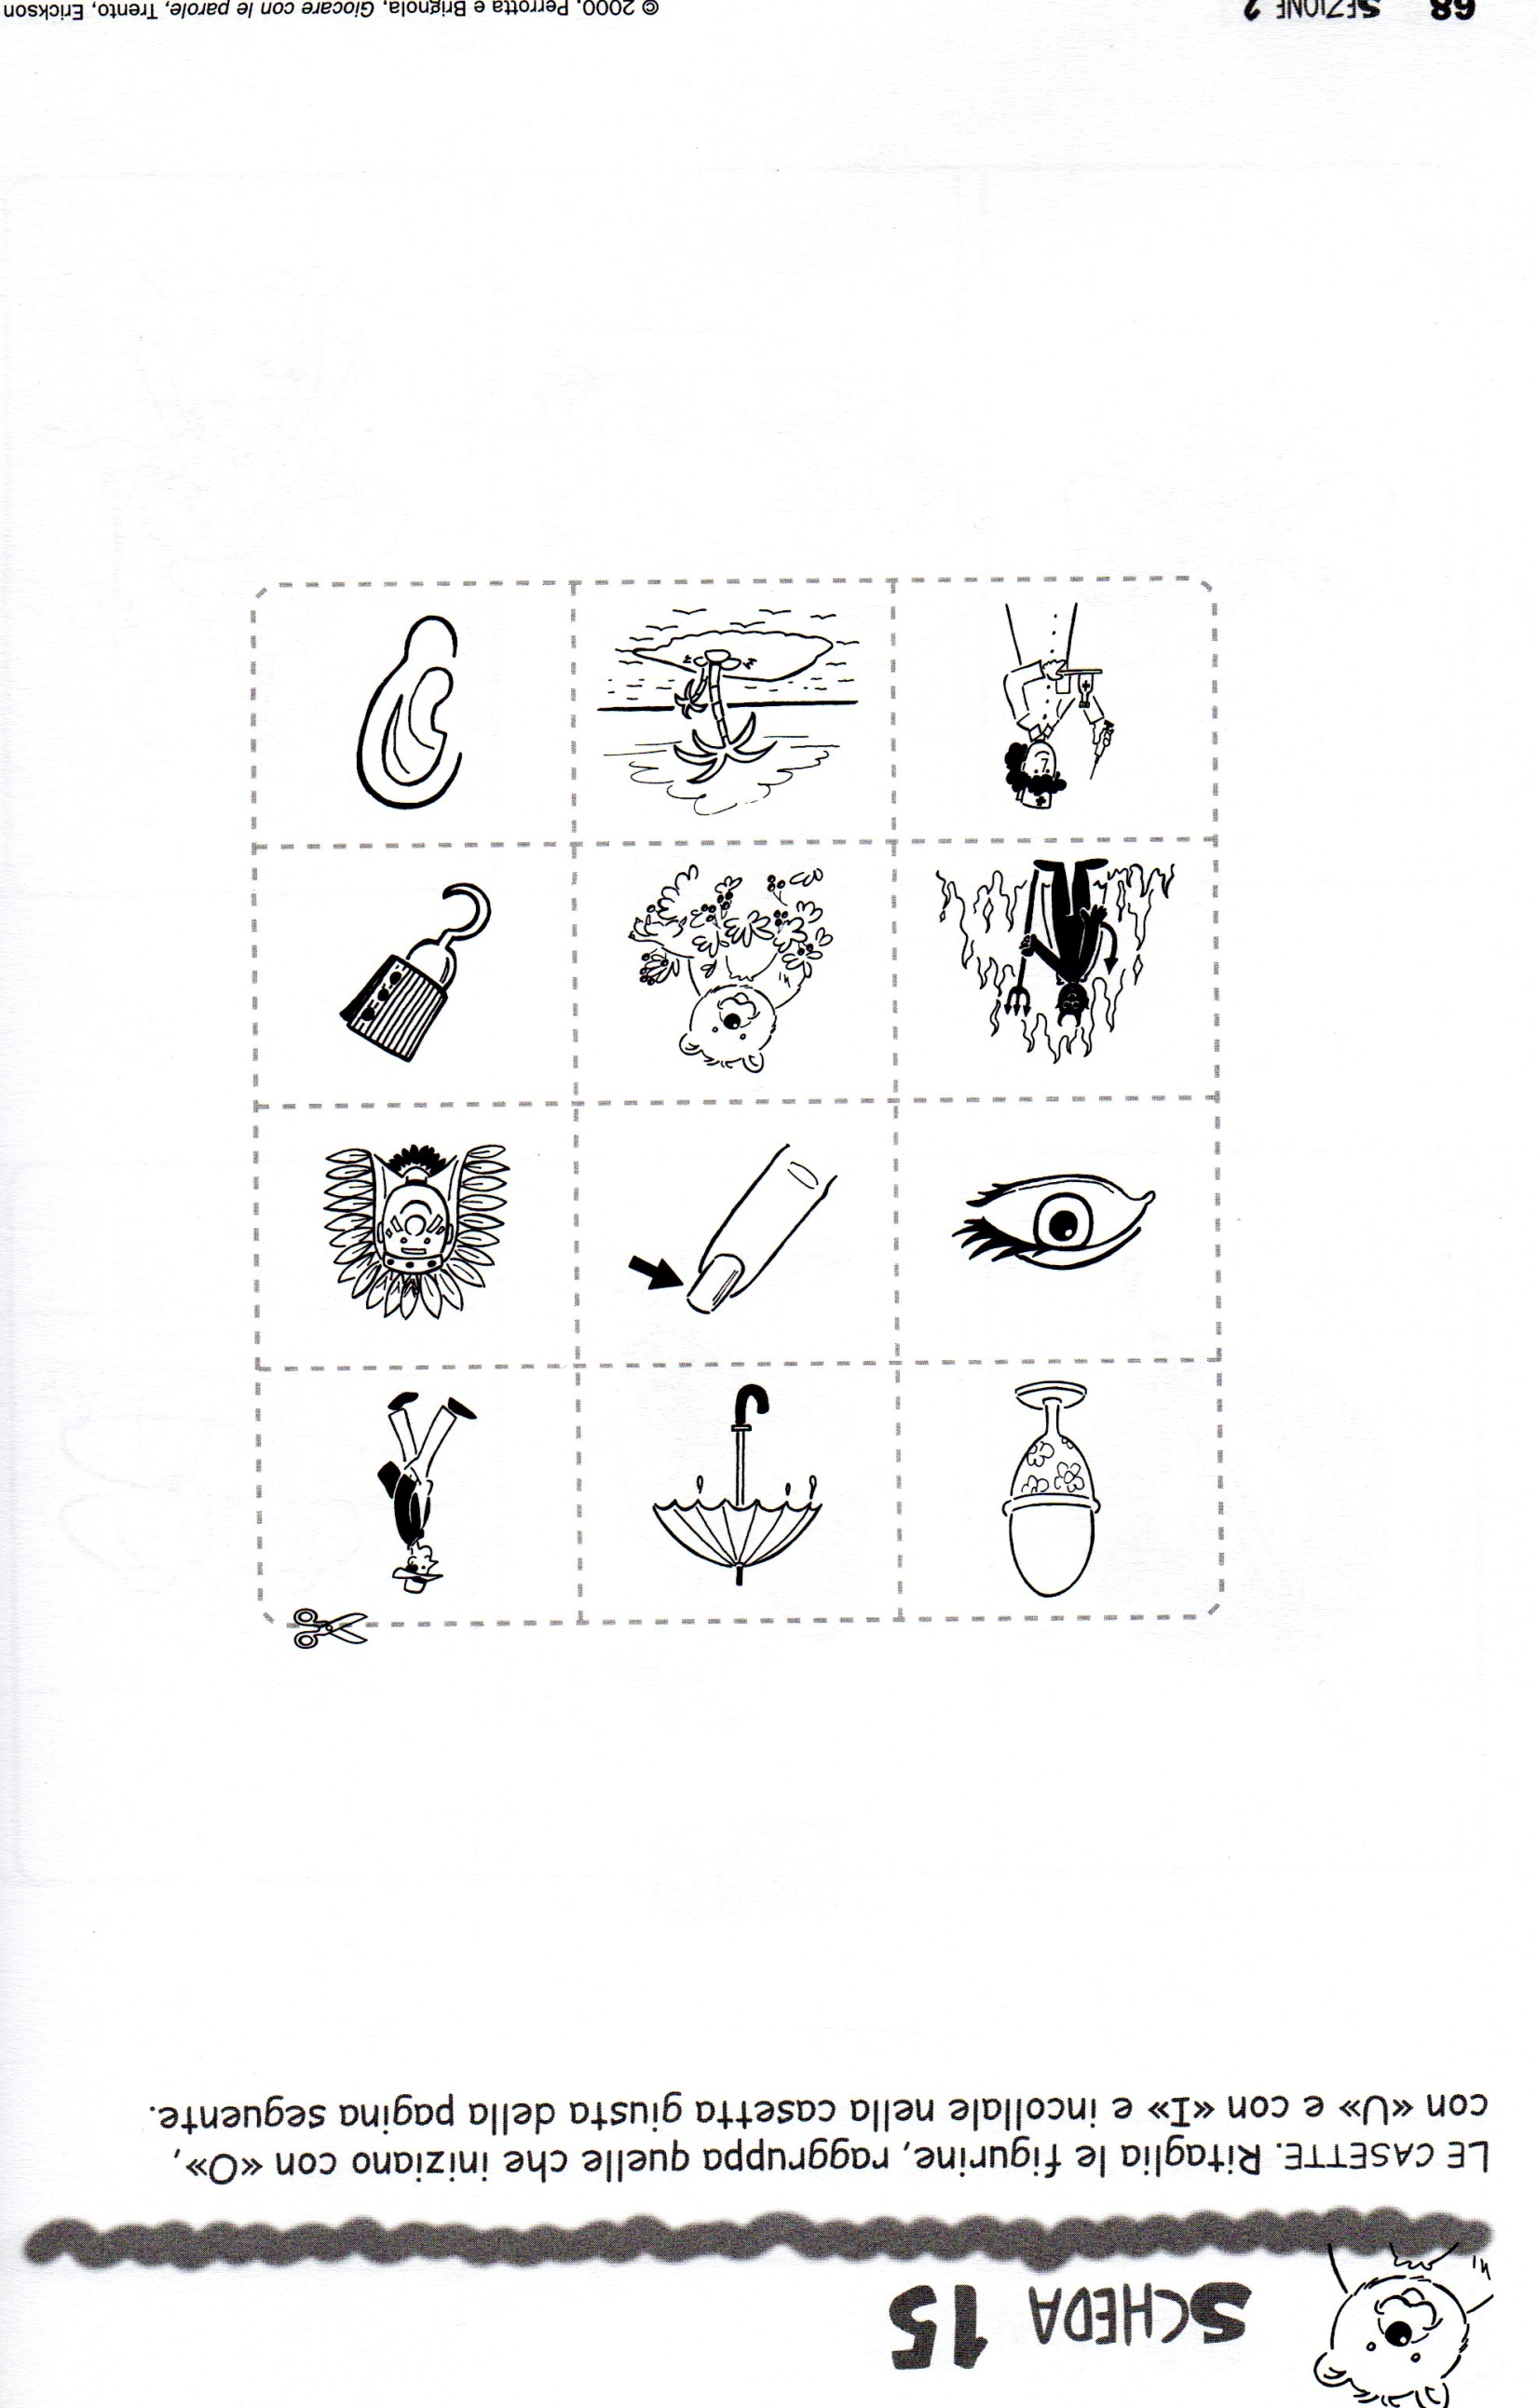 SCHEDA 15
LE CASETTE. Ritaglia le figurine, raggruppa quelle che iniziano con «O»,
con «U» e con «I» e incollale nella casetta giusta della pagina seguente.
68 SEZIONE 2
© 2000, Perrotta e Brignola, Giocare con le parole, Trento, Erickson